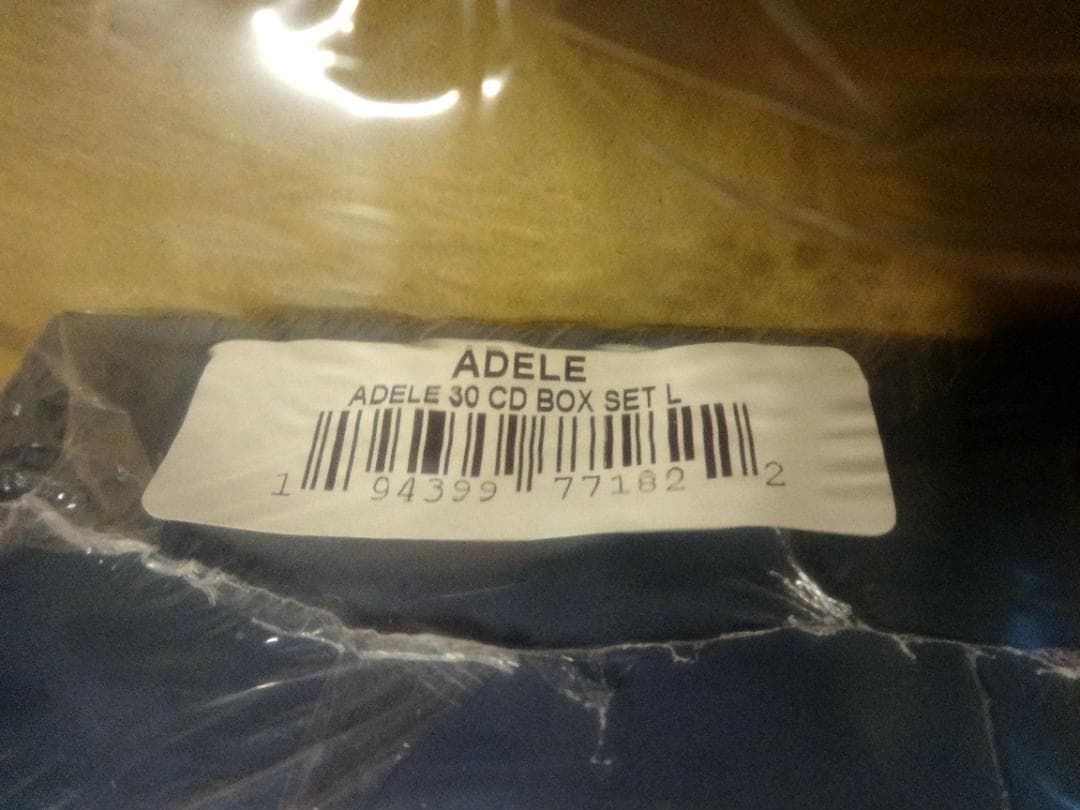 ADELE
ADELE 30 CD BOX SET L
1 94399 77182 2